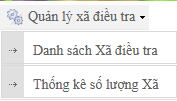 Quản lý xã điều tra
Danh sách Xã điều tra
Thống kê số lượng Xã